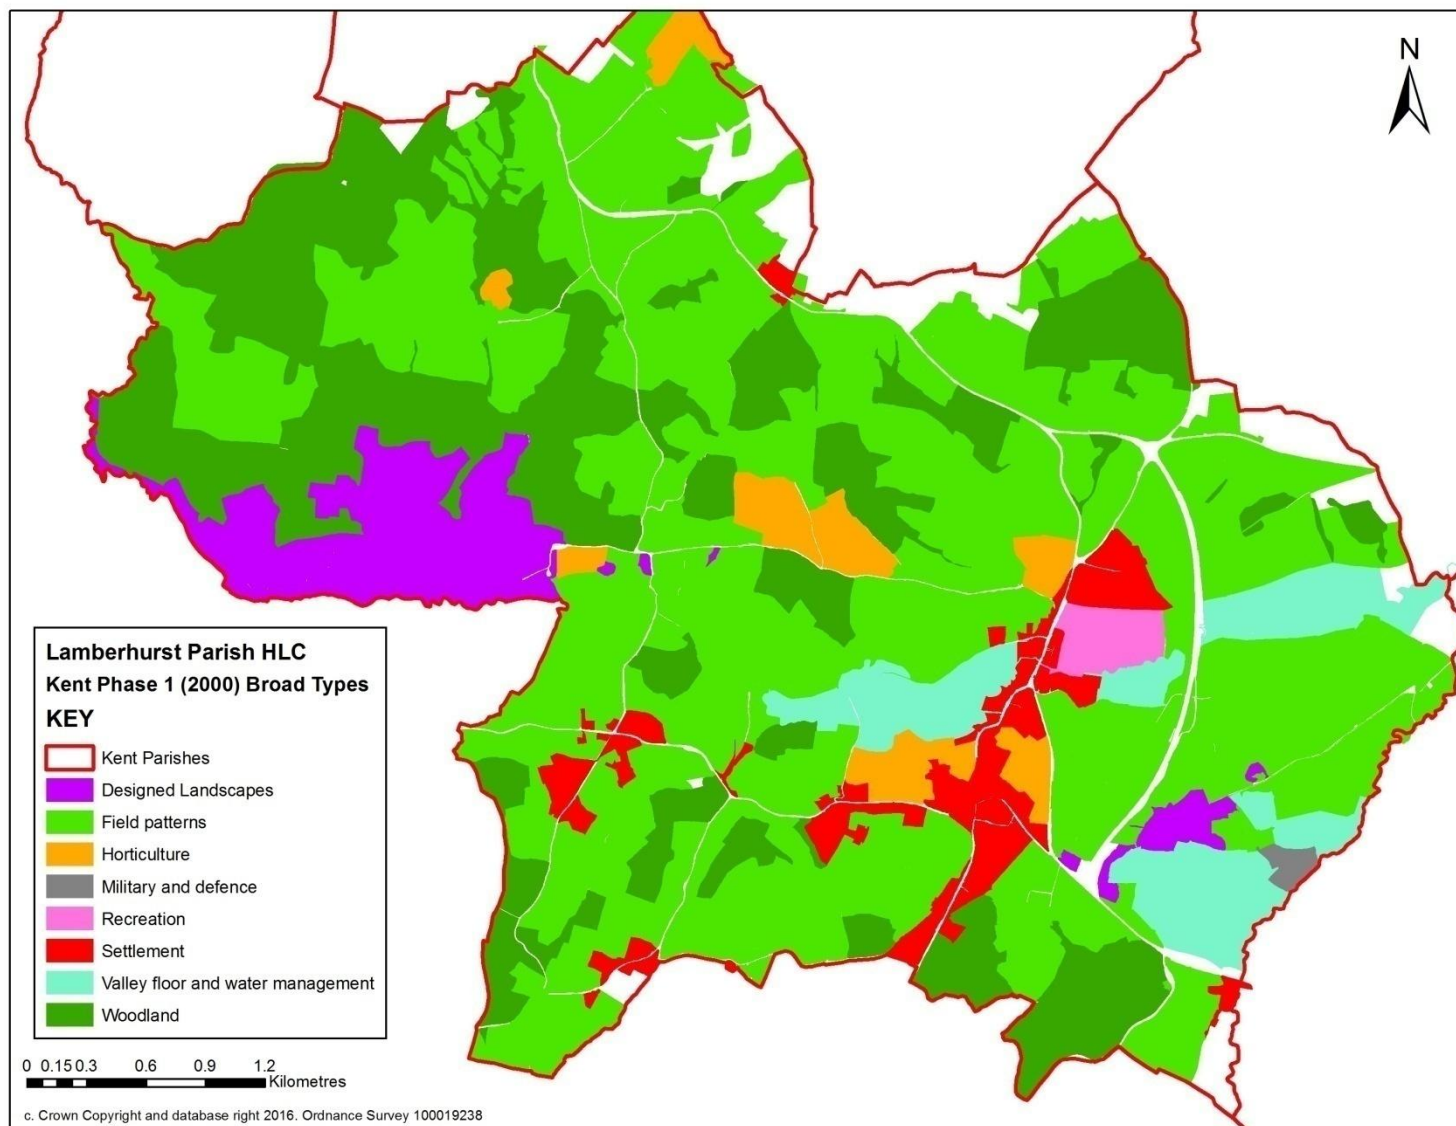 N
Lamberhurst Parish HLC
Kent Phase 1 (2000) Broad Types
KEY
Kent Parishes
Designed Landscapes
Field patterns
Horticulture
Military and defence
Recreation
Settlement
Valley floor and water management
Woodland
0 0.15 0.3 0.6 0.9 1.2
Kilometres
c. Crown Copyright and database right 2016. Ordnance Survey 100019238